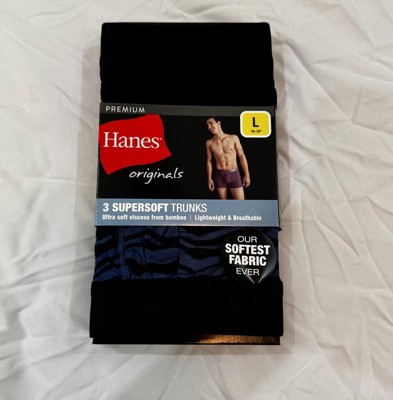 PREMIUM
Hanes
originals
L
3 SUPERSOFT TRUNKS
Ultra soft viscose from bamboo | Lightweight & Breathable
OUR
SOFTEST
FABRIC
EVER